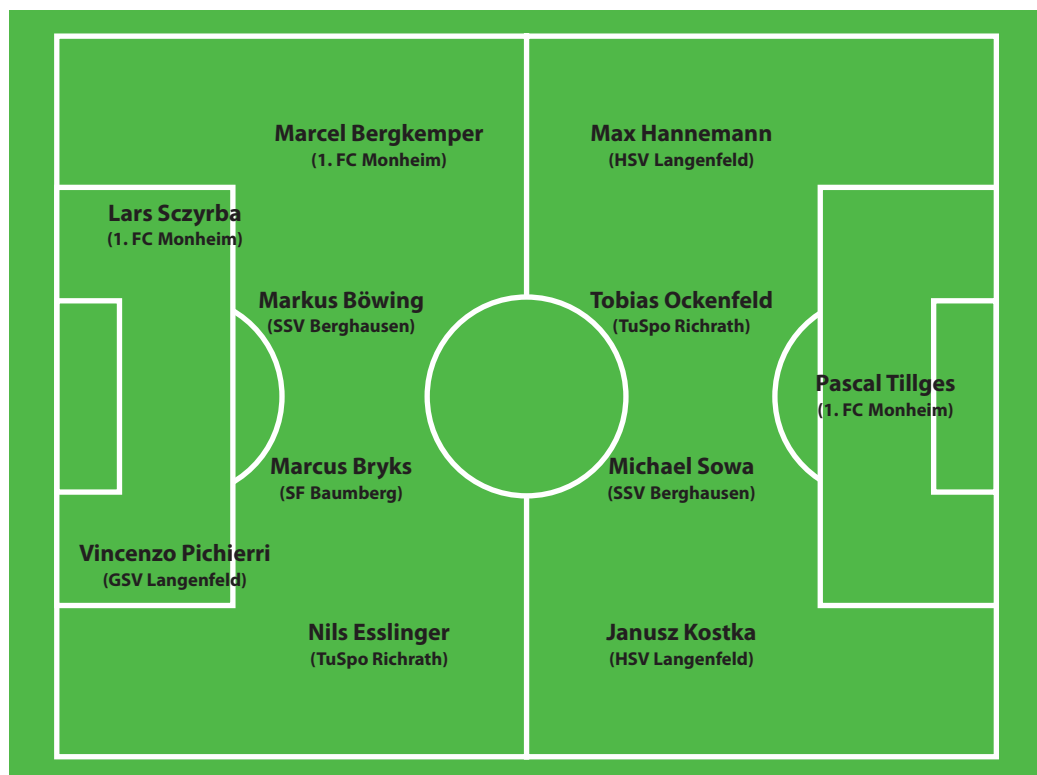 Marcel Bergkemper
(1. FC Monheim)
Max Hannemann
(HSV Langenfeld)
Lars Sczyrba
(1. FC Monheim)
Markus Böwing
(SSV Berghausen)
Tobias Ockenfeld
(TuSpo Richrath)
Pascal Tillges
(1. FC Monheim)
Marcus Bryks
(SF Baumberg)
Michael Sowa
(SSV Berghausen)
Vincenzo Pichierri
(GSV Langenfeld)
Nils Esslinger
(TuSpo Richrath)
Janusz Kostka
(HSV Langenfeld)